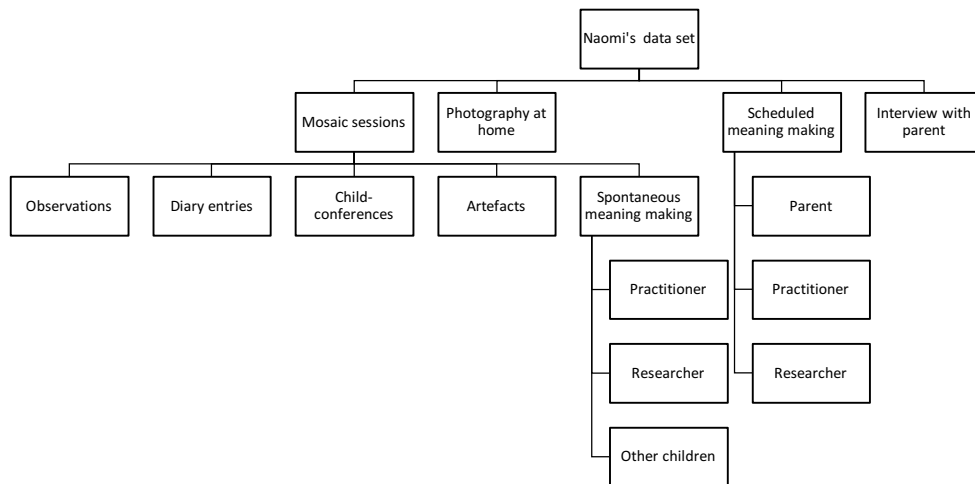 Naomi's data set
Mosaic sessions
Photography at
home
Scheduled
meaning making
Interview with
parent
Observations
Diary entries
Child-
conferences
Artefacts
Spontaneous
meaning making
Parent
Practitioner
Practitioner
Researcher
Researcher
Other children